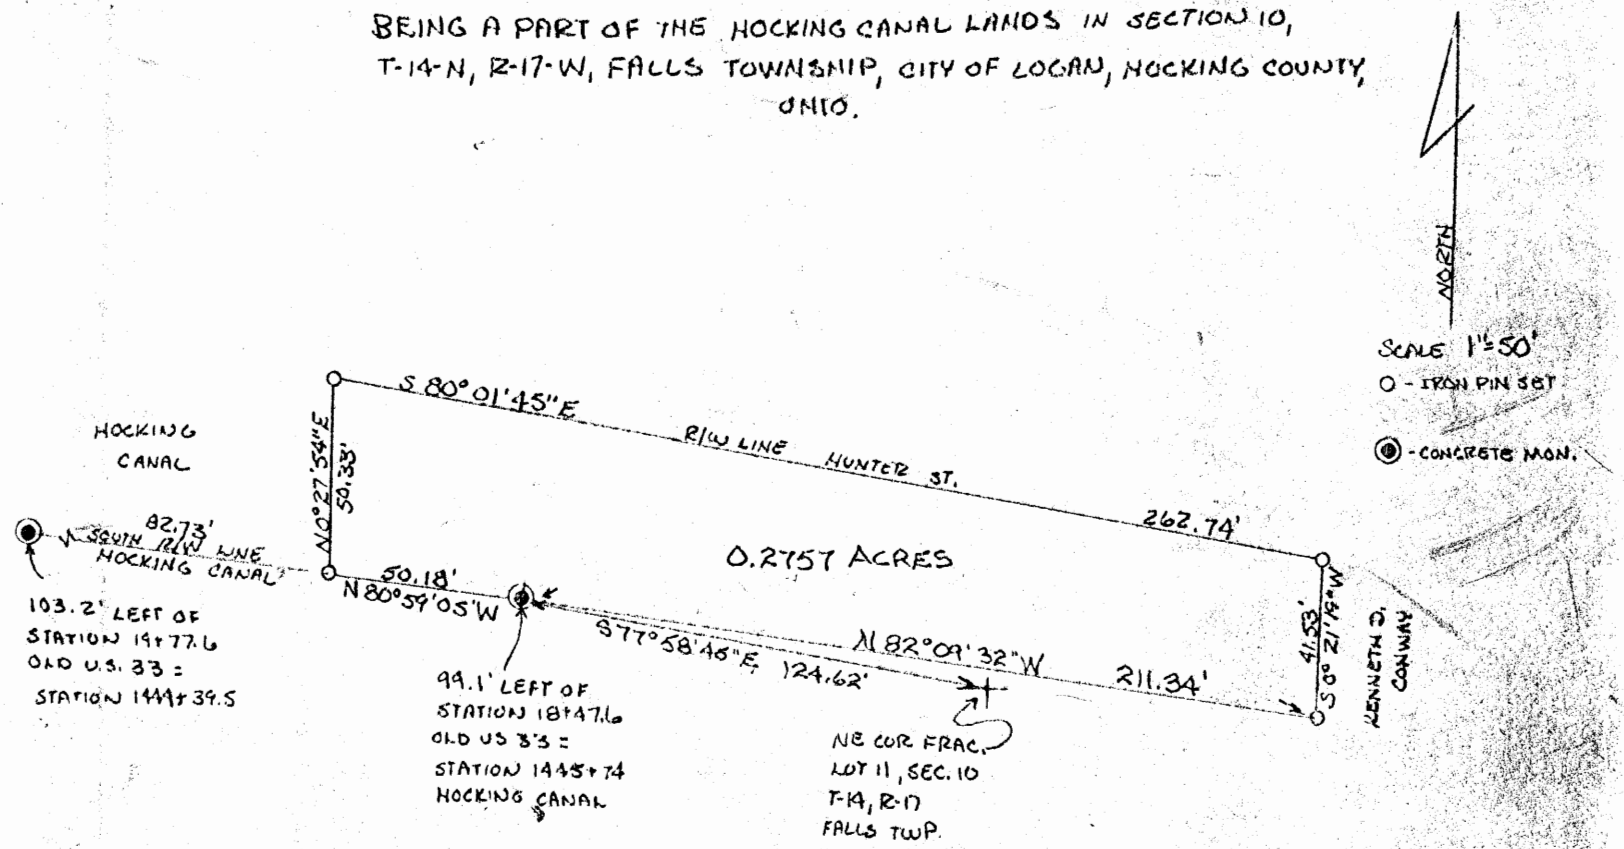 BEING A PART OF THE HOCKING CANAL LANDS IN SECTION 10,
T-14-N, R-17-W, FALLS TOWNSHIP, CITY OF LOGAN, HOCKING COUNTY,
OHIO.
NORTH
SCALE 1"=50'
O - IRON PIN SET
- CONCRETE MON.
S 80° 01' 45" E
R/W LINE HUNTER ST.
262.74'
HOCKING
CANAL
N 0° 27' 54" E
50.33'
82.73'
SOUTH R/W LINE
HOCKING CANAL
0.2757 ACRES
50.18'
N 80° 59' 05" W
S 77° 58' 46" E, 124.62'
N 82° 09' 32" W
211.34'
41.53'
S 0° 21' 19" W
KENNETH D.
CONWAY
103.2' LEFT OF
STATION 19+77.6
OLD U.S. 33 =
STATION 1444+39.5
99.1' LEFT OF
STATION 18+47.6
OLD US 33 =
STATION 1445+74
HOCKING CANAL
NE COR FRAC.
LOT 11, SEC. 10
T-14, R-17
FALLS TWP.